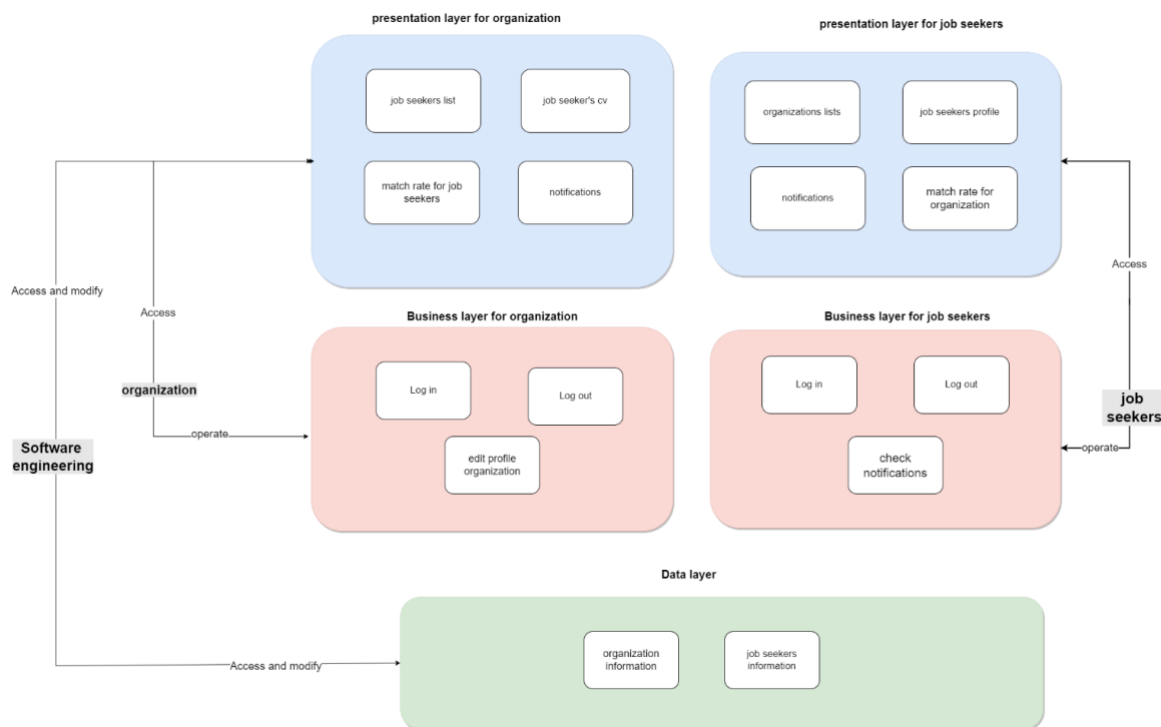 presentation layer for organization
presentation layer for job seekers
job seekers list
job seeker's cv
organizations lists
job seekers profile
match rate for job
seekers
notifications
notifications
match rate for
organization
Access and modify
Access
Access
Business layer for organization
Business layer for job seekers
Log in
Log out
Log in
Log out
organization
job
seekers
operate
operate
Software
engineering
edit profile
organization
check
notifications
Data layer
organization
information
job seekers
information
Access and modify